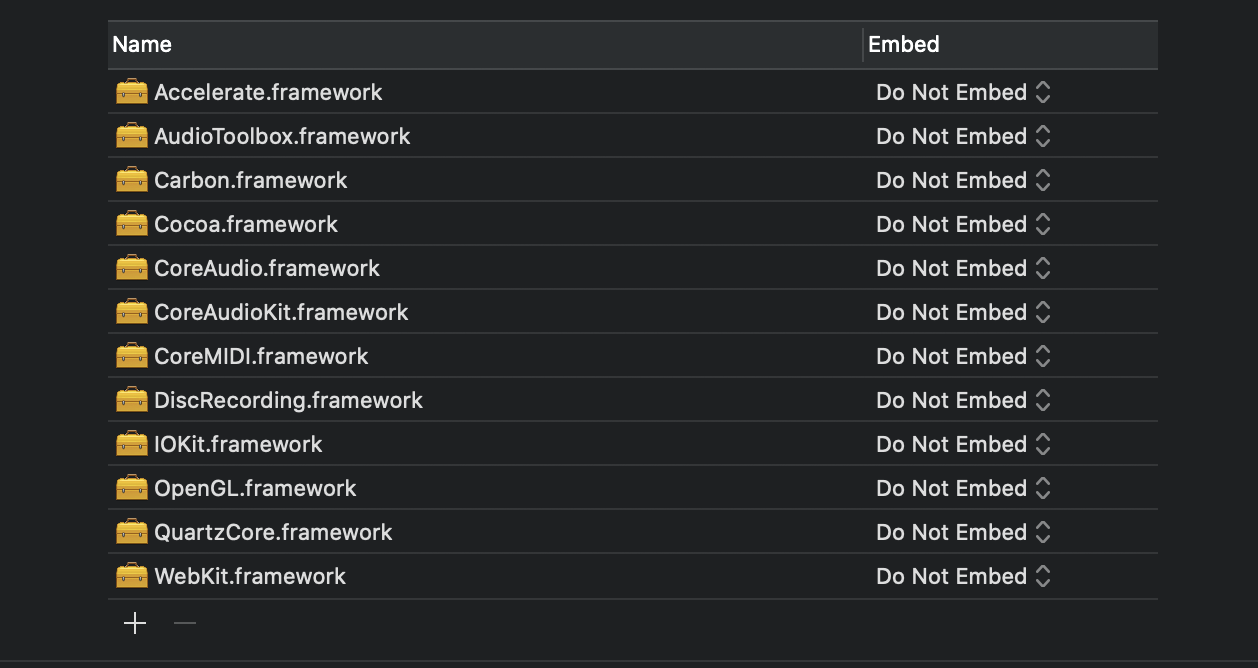 Name Embed
Accelerate.framework Do Not Embed
AudioToolbox.framework Do Not Embed
Carbon.framework Do Not Embed
Cocoa.framework Do Not Embed
CoreAudio.framework Do Not Embed
CoreAudioKit.framework Do Not Embed
CoreMIDI.framework Do Not Embed
DiscRecording.framework Do Not Embed
IOKit.framework Do Not Embed
OpenGL.framework Do Not Embed
QuartzCore.framework Do Not Embed
WebKit.framework Do Not Embed